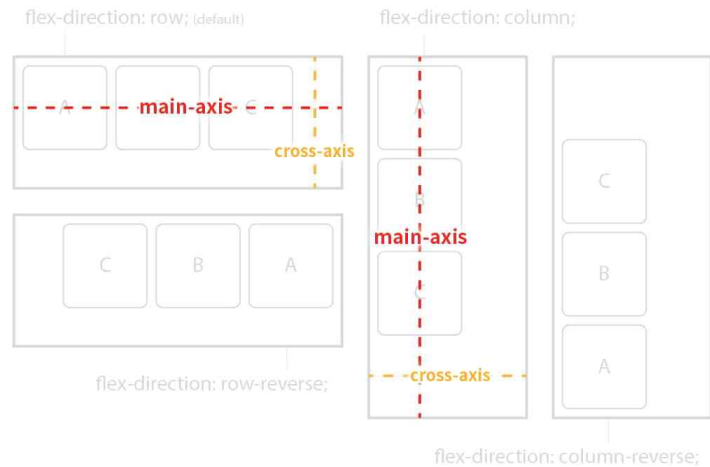 flex-direction: row; (default)
flex-direction: column;
A
C
main-axis
cross-axis
C
B
A
flex-direction: row-reverse;
A
B
main-axis
C
cross-axis
C
B
A
flex-direction: column-reverse;